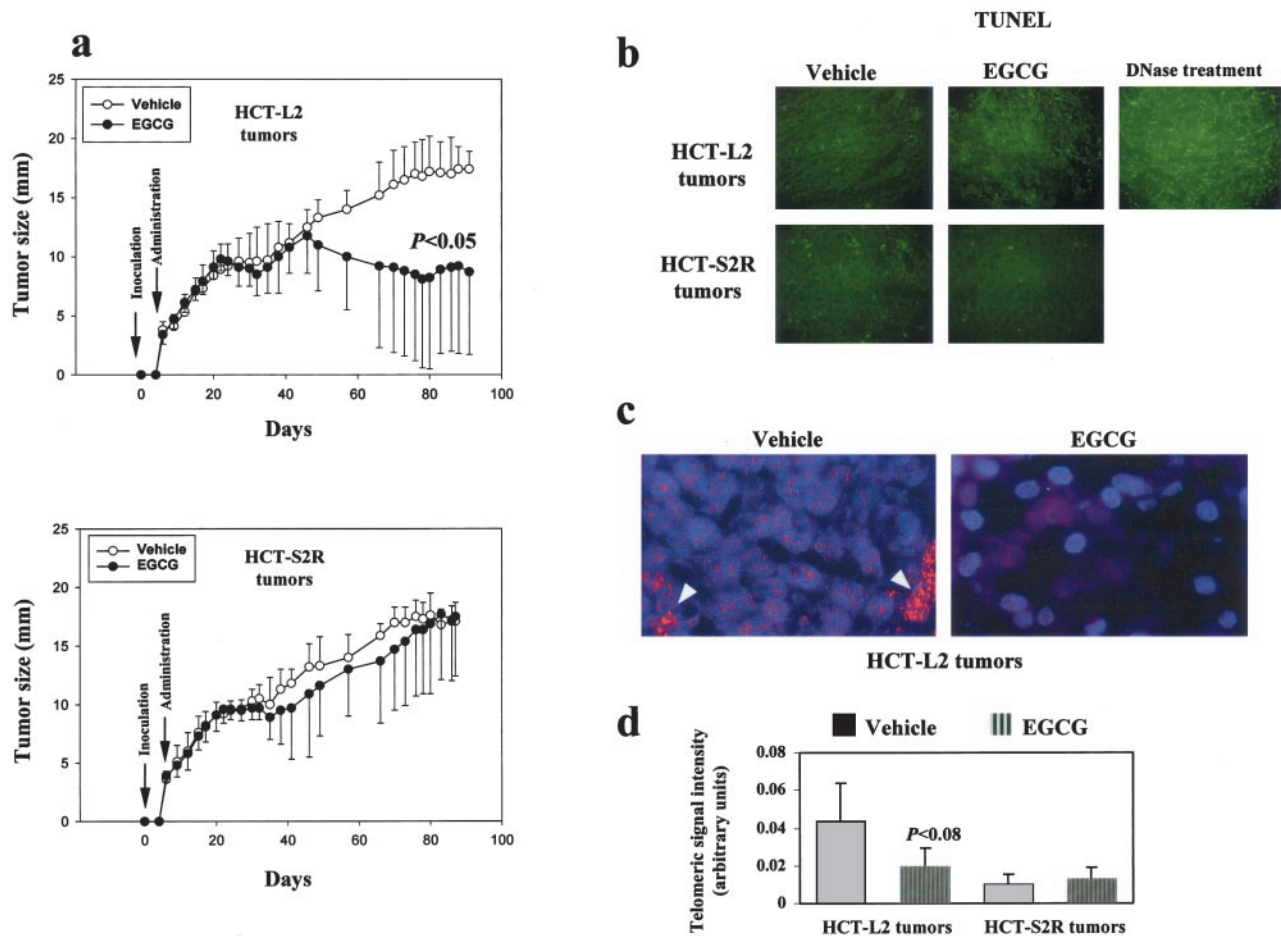 a
25
20
15
10
5
0
Tumor size (mm)
Vehicle
EGCG
HCT-L2
tumors
Inoculation
Administration
P<0.05
0 20 40 60 80 100
Days
25
20
15
10
5
0
Tumor size (mm)
Vehicle
EGCG
HCT-S2R
tumors
Inoculation
Administration
0 20 40 60 80 100
Days
TUNEL
b
Vehicle EGCG DNase treatment
HCT-L2
tumors
HCT-S2R
tumors
c
Vehicle EGCG
HCT-L2 tumors
d
Vehicle EGCG
Telomeric signal intensity
(arbitrary units)
0.08
0.06
0.04
0.02
0
P<0.08
HCT-L2 tumors HCT-S2R tumors